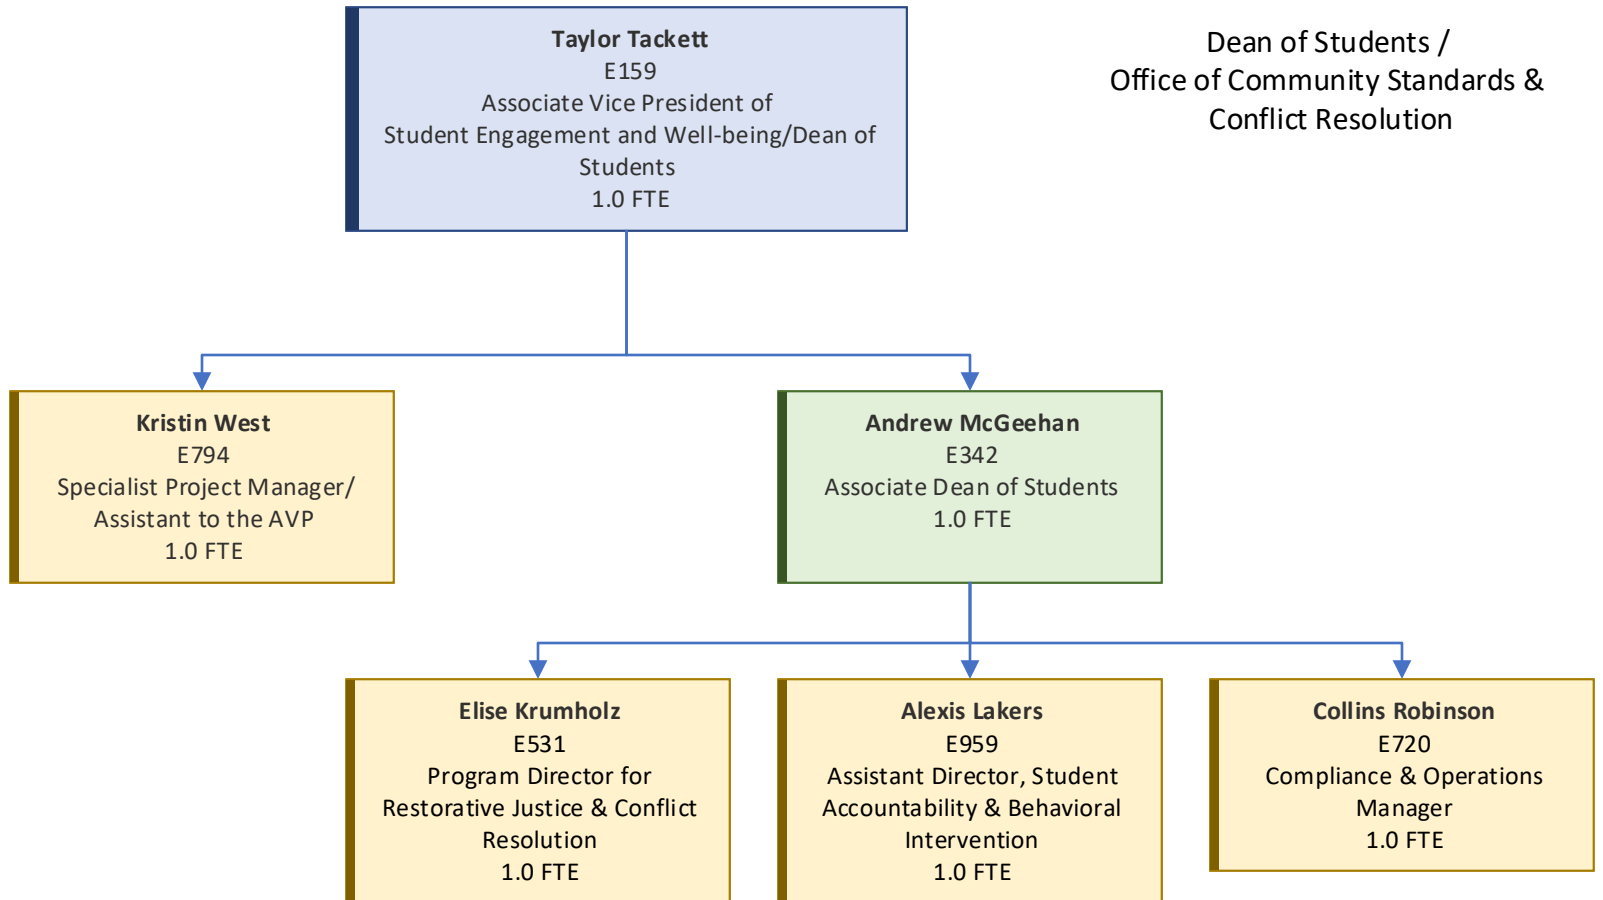 Taylor Tackett
E159
Associate Vice President of
Student Engagement and Well-being/Dean of
Students
1.0 FTE
Dean of Students /
Office of Community Standards &
Conflict Resolution
Kristin West
E794
Specialist Project Manager/
Assistant to the AVP
1.0 FTE
Andrew McGeehan
E342
Associate Dean of Students
1.0 FTE
Elise Krumholz
E531
Program Director for
Restorative Justice & Conflict
Resolution
1.0 FTE
Alexis Lakers
E959
Assistant Director, Student
Accountability & Behavioral
Intervention
1.0 FTE
Collins Robinson
E720
Compliance & Operations
Manager
1.0 FTE